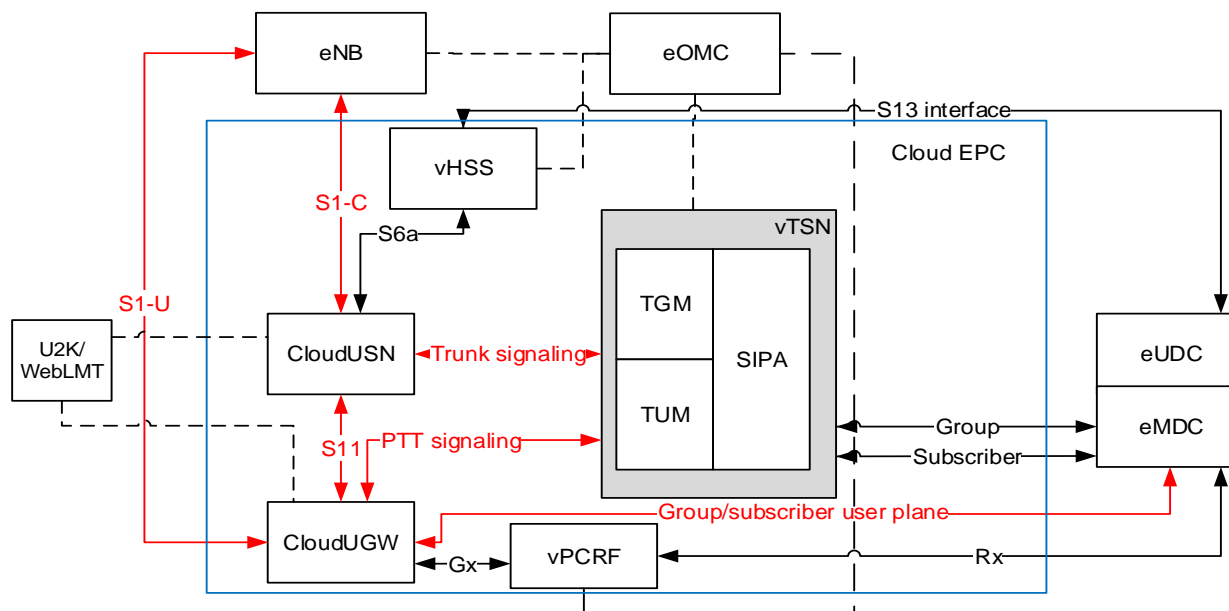 eNB
eOMC
S13 interface
Cloud EPC
vHSS
S1-C
S6a
vTSN
TGM
SIPA
TUM
S1-U
U2K/
WebLMT
CloudUSN
Trunk signaling
eUDC
eMDC
S11
PTT signaling
Group
Subscriber
Group/subscriber user plane
CloudUGW
Gx
vPCRF
Rx